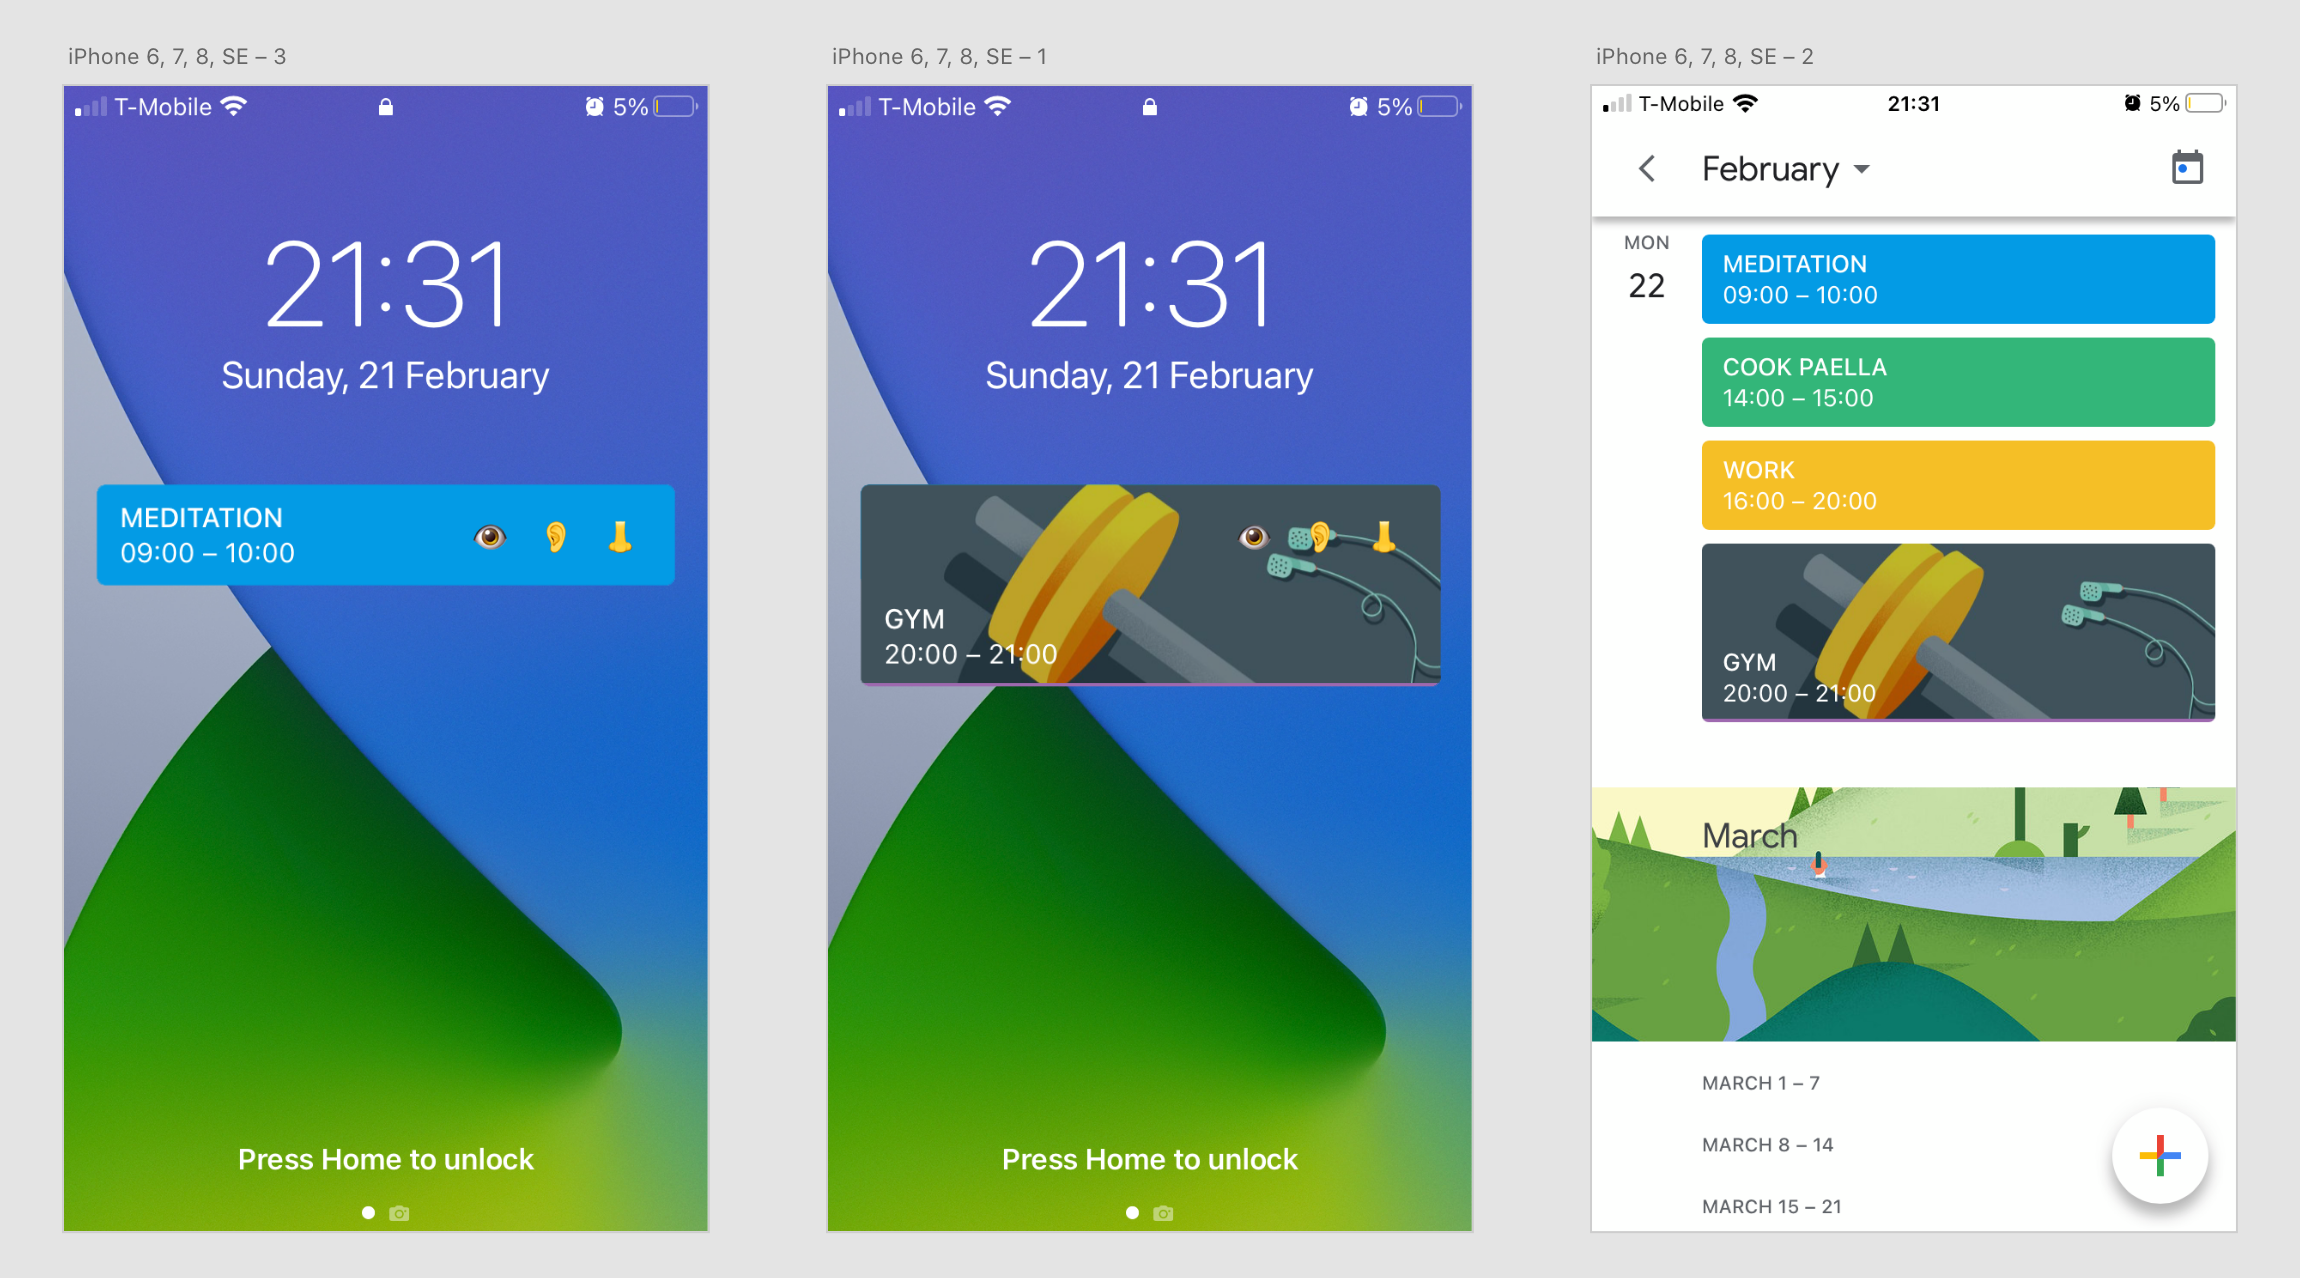 iPhone 6, 7, 8, SE – 3
T-Mobile
5%
21:31
Sunday, 21 February
MEDITATION
09:00 – 10:00
Press Home to unlock
iPhone 6, 7, 8, SE – 1
T-Mobile
5%
21:31
Sunday, 21 February
GYM
20:00 – 21:00
Press Home to unlock
iPhone 6, 7, 8, SE – 2
T-Mobile
21:31
5%
February
MON
22
MEDITATION
09:00 – 10:00
COOK PAELLA
14:00 – 15:00
WORK
16:00 – 20:00
GYM
20:00 – 21:00
March
MARCH 1 – 7
MARCH 8 – 14
MARCH 15 – 21